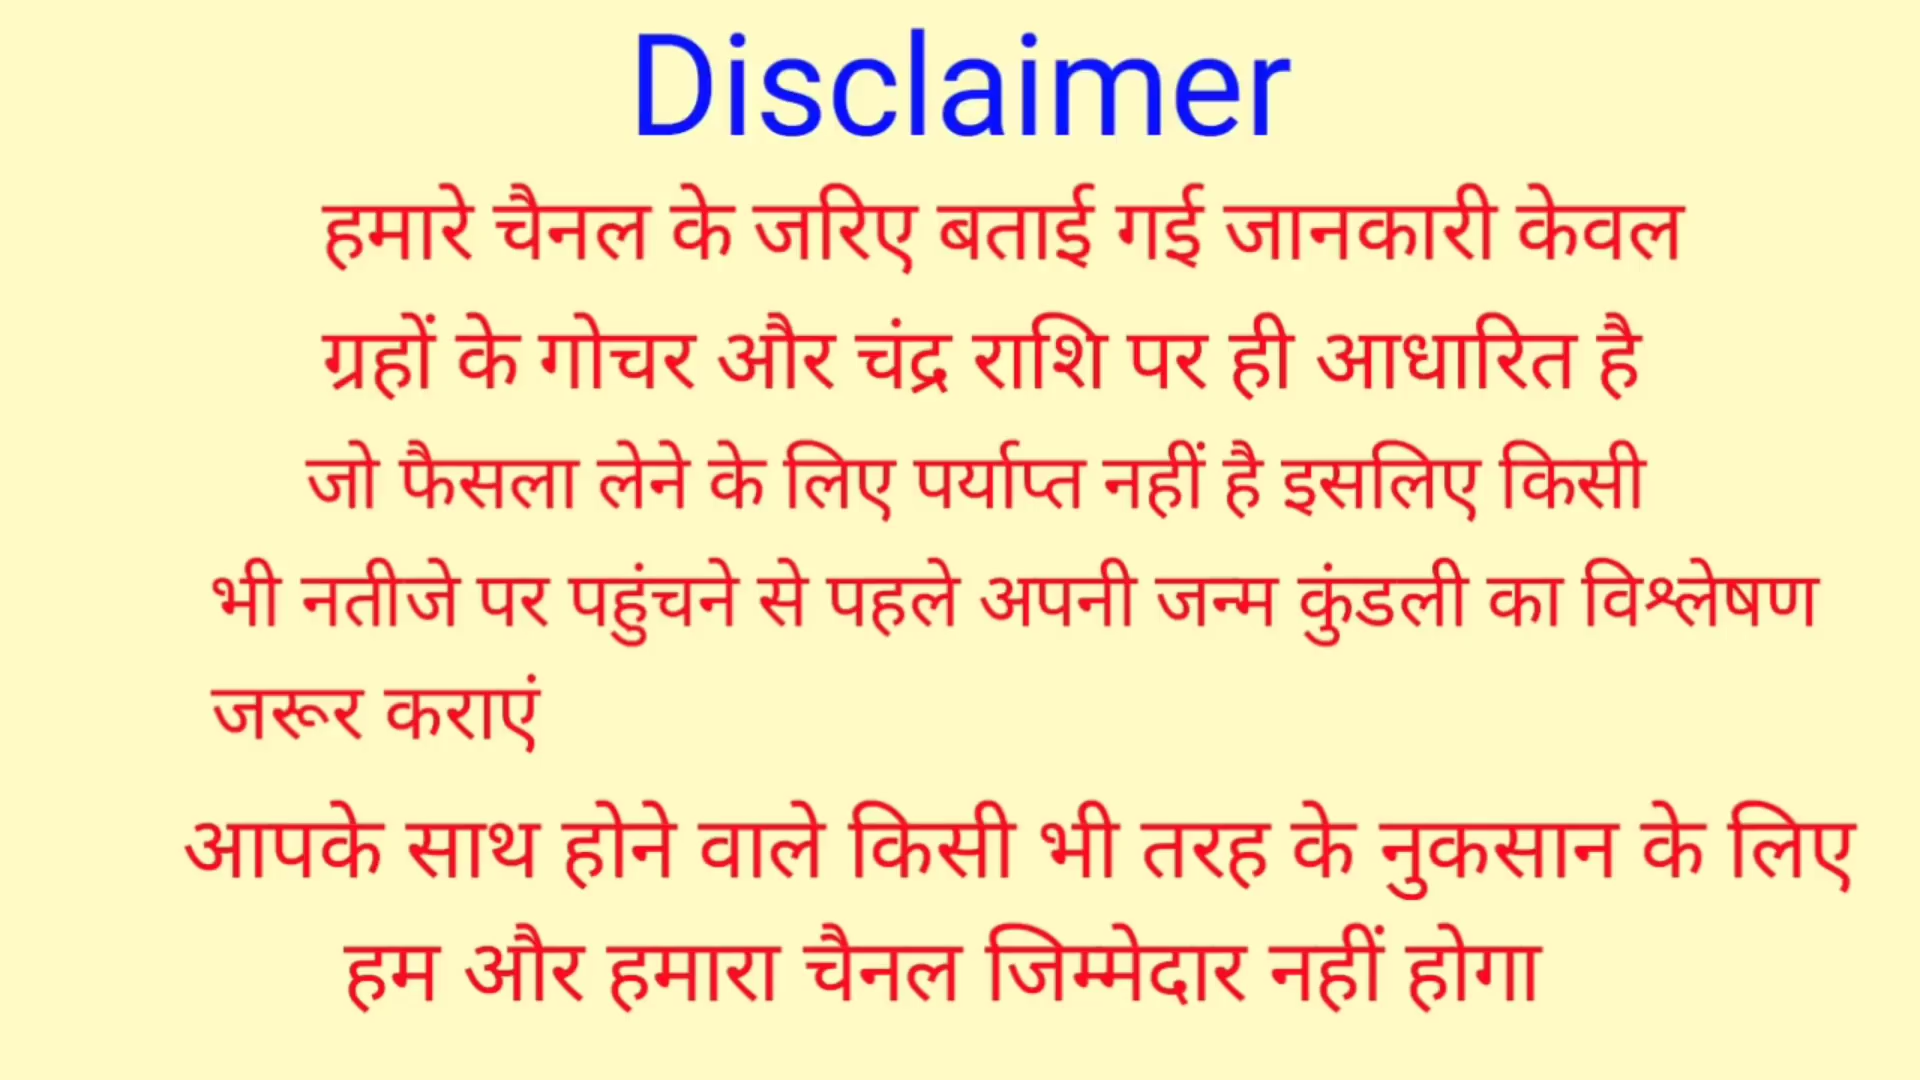 Disclaimer
हमारे चैनल के जरिए बताई गई जानकारी केवल
ग्रहों के गोचर और चंद्र राशि पर ही आधारित है
जो फैसला लेने के लिए पर्याप्त नहीं है इसलिए किसी
भी नतीजे पर पहुंचने से पहले अपनी जन्म कुंडली का विश्लेषण
जरूर कराएं
आपके साथ होने वाले किसी भी तरह के नुकसान के लिए
हम और हमारा चैनल जिम्मेदार नहीं होगा